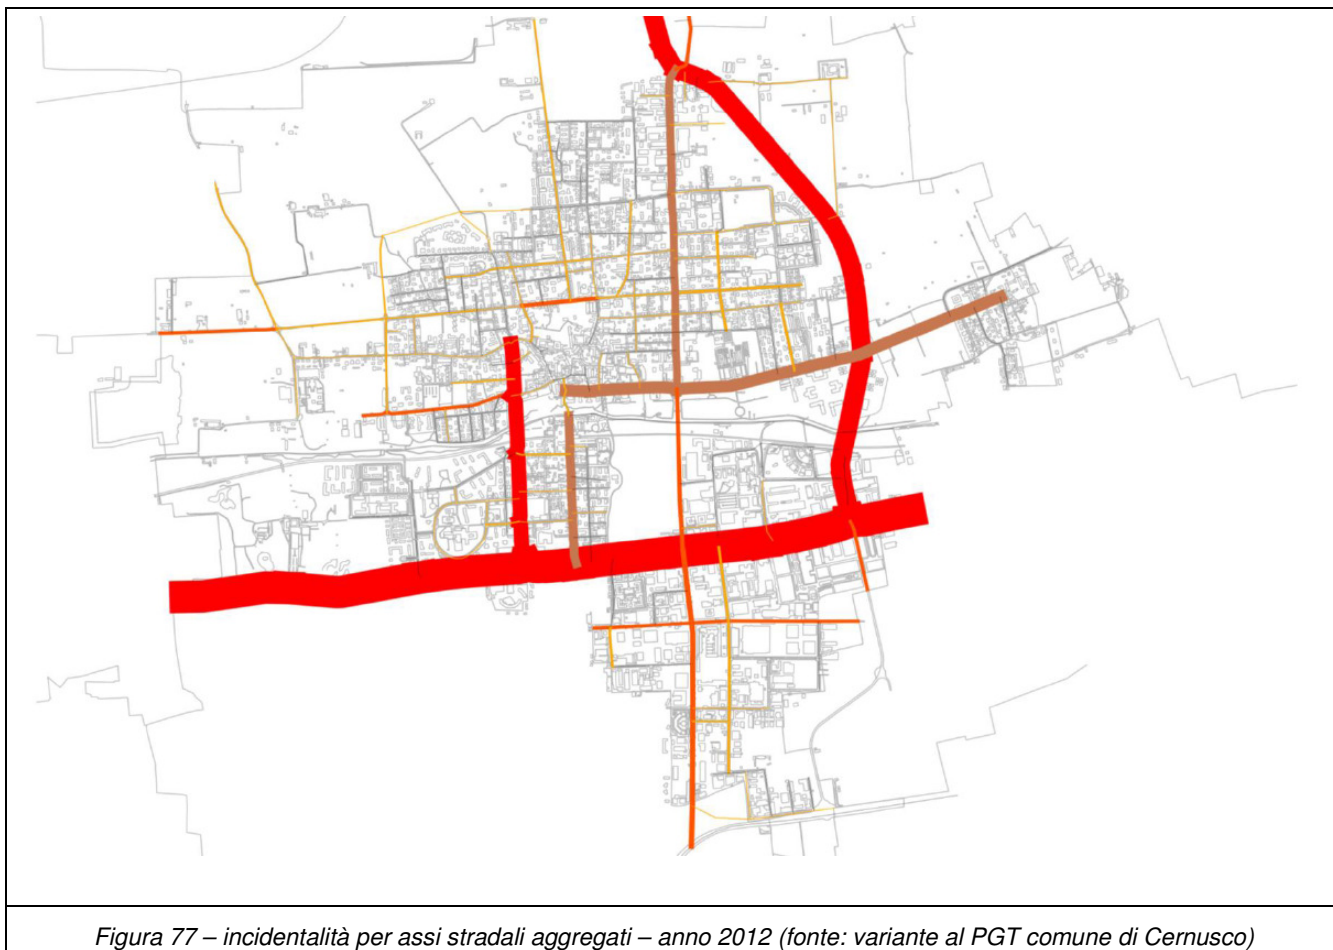 Figura 77 – incidentalità per assi stradali aggregati – anno 2012 (fonte: variante al PGT comune di Cernusco)